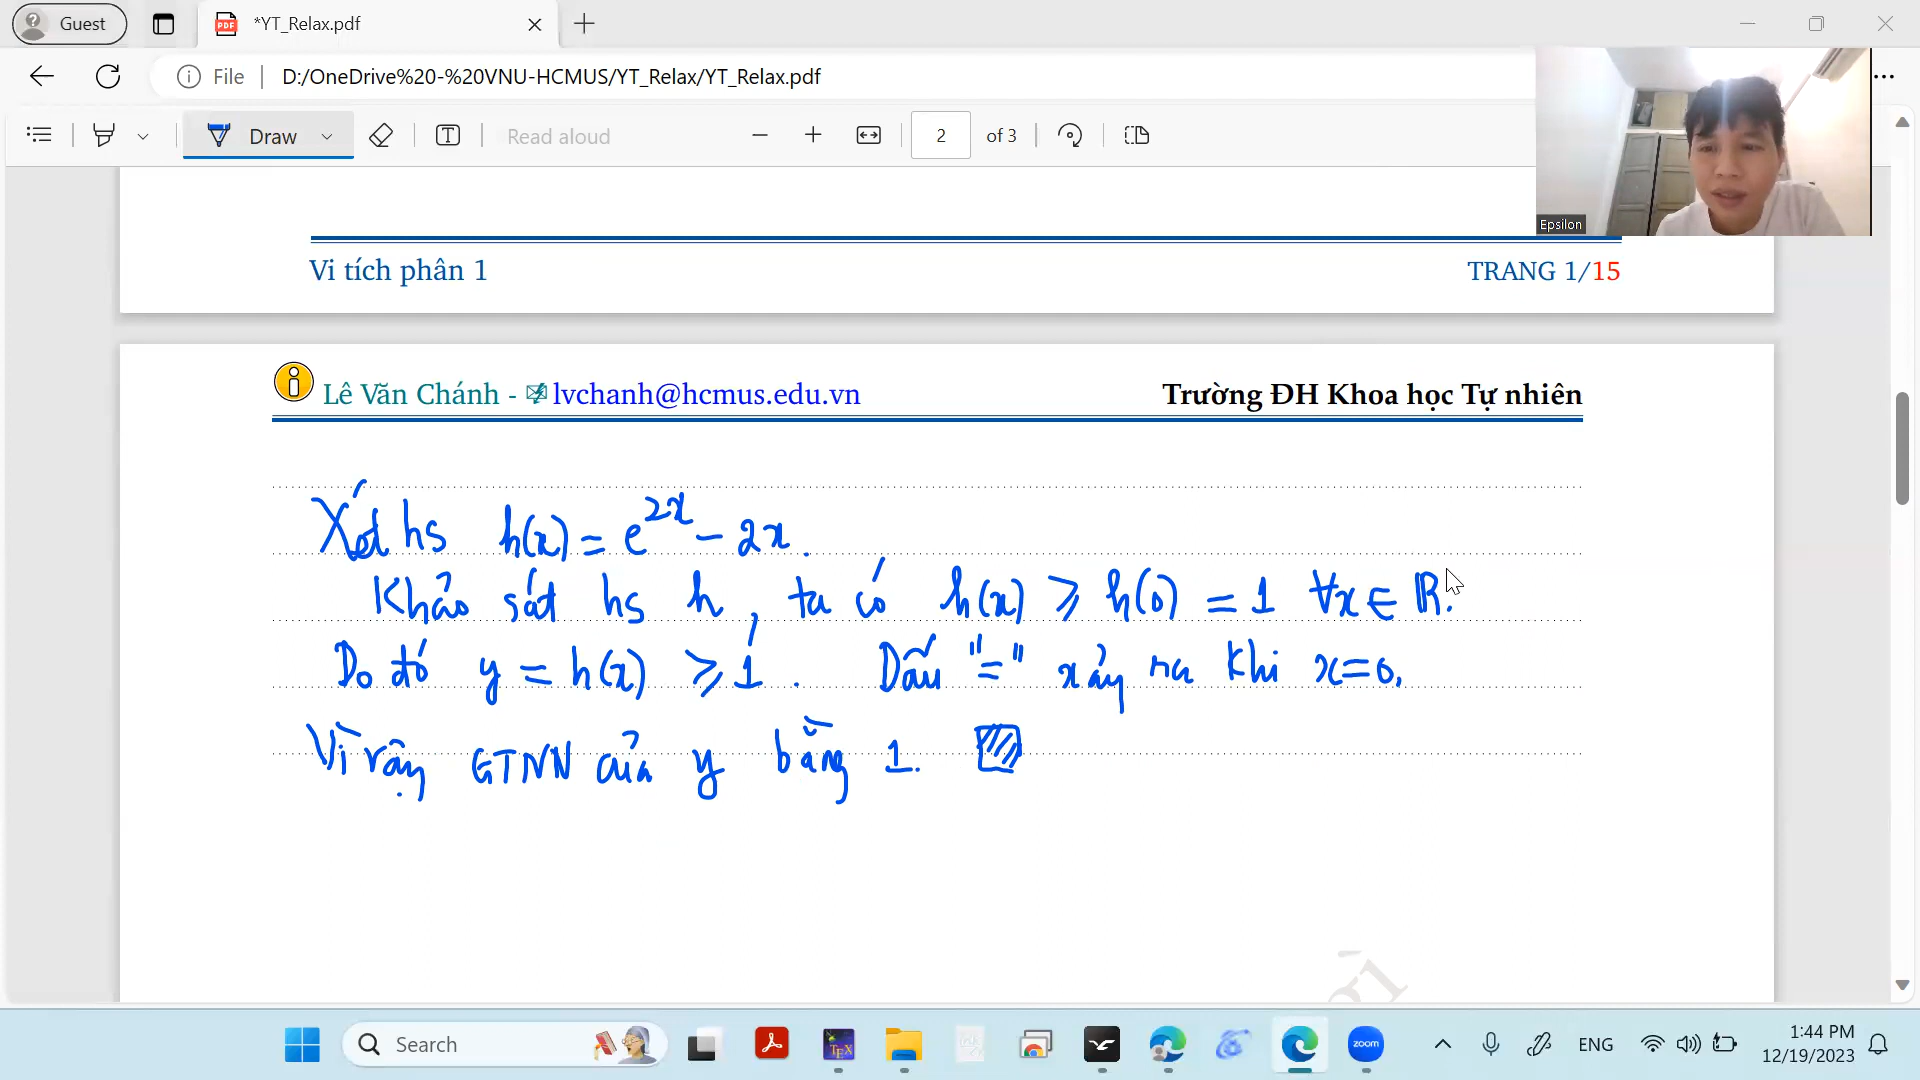 Guest
*YT_Relax.pdf
File
D:/OneDrive%20-%20VNU-HCMUS/YT_Relax/YT_Relax.pdf
Draw
Read aloud
2 of 3
Epsilon
Vi tích phân 1
TRANG 1/15
Lê Văn Chánh - lvchanh@hcmus.edu.vn
Trường ĐH Khoa học Tự nhiên
Xét hs h(x) = e^{2x} - 2x.
Khảo sát hs h, ta có h(x) ⩾ h(0) = 1 ∀x ∈ ℝ.
Do đó y = h(x) ⩾ 1. Dấu "=" xảy ra khi x=0.
Vì vậy GTNN của y bằng 1.
Search
ENG
1:44 PM
12/19/2023
zoom